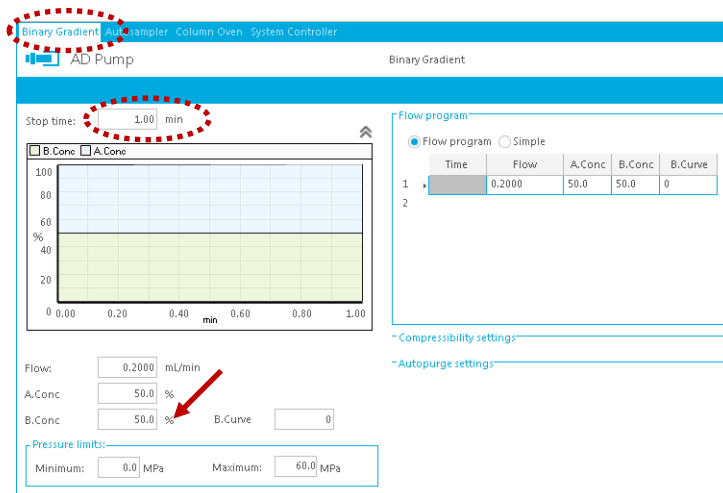 Binary Gradient Autosampler Column Oven System Controller
AD Pump
Binary Gradient
Stop time: 1.00 min
B.Conc A.Conc
100
80
60
%
40
20
0
0.00 0.20 0.40 0.60 0.80 1.00
min
Flow: 0.2000 mL/min
A.Conc 50.0 %
B.Conc 50.0 % B.Curve 0
Pressure limits:
Minimum: 0.0 MPa Maximum: 60.0 MPa
Flow program
Flow program Simple
Time Flow A.Conc B.Conc B.Curve
1 0.2000 50.0 50.0 0
2
Compressibility settings
Autopurge settings